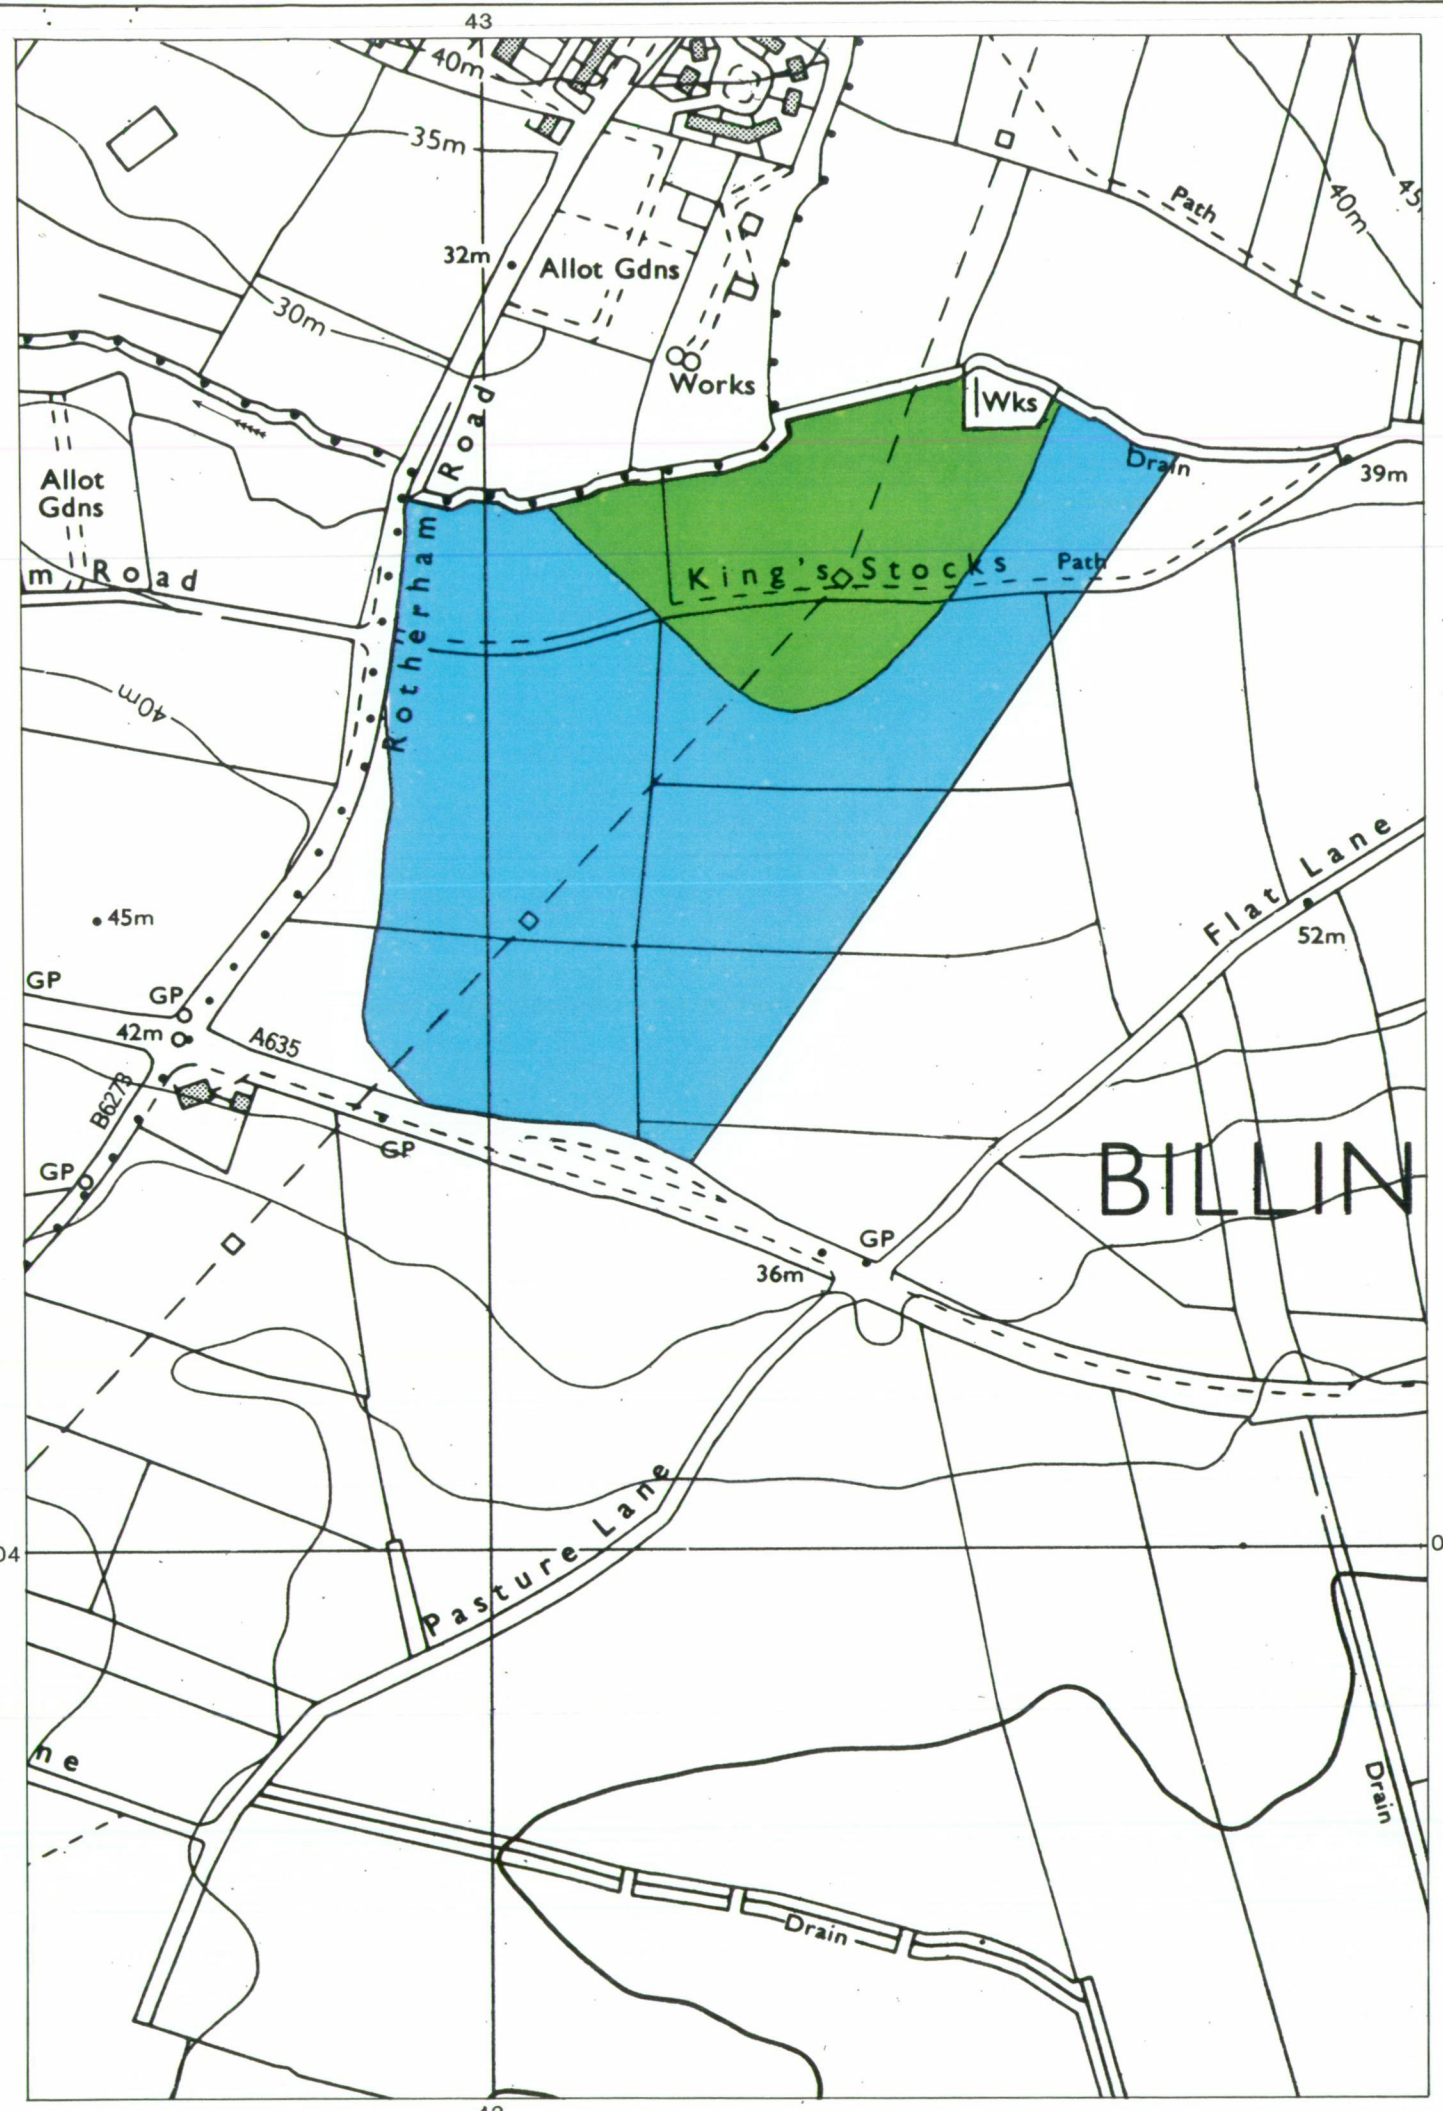 43
40m
35m
Path
40m
45
32m
Allot Gdns
30m
Works
Wks
Road
Drain
39m
Allot
Gdns
m Road
King's Stocks
Path
Rotherham
40m
Flat Lane
45m
52m
GP
GP
42m
A635
B6273
GP
GP
BILLIN
GP
36m
Pasture Lane
04
0
ne
Drain
Drain